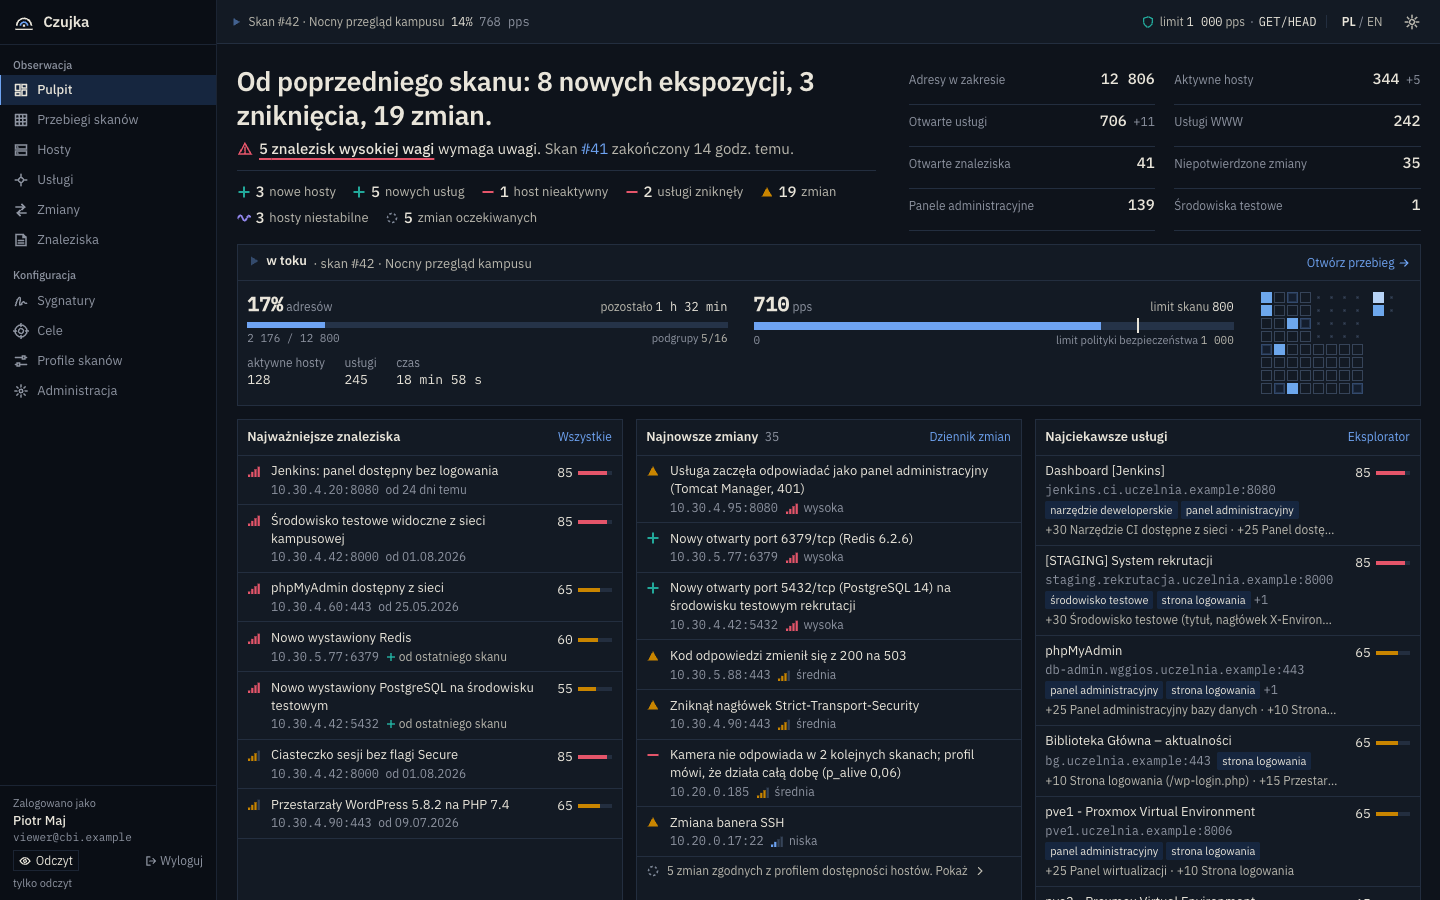 Czujka
Skan #42 · Nocny przegląd kampusu 14% 768 pps
limit 1 000 pps · GET/HEAD
PL / EN
Obserwacja
Pulpit
Przebiegi skanów
Hosty
Usługi
Zmiany
Znaleziska
Konfiguracja
Sygnatury
Cele
Profile skanów
Administracja
Zalogowano jako
Piotr Maj
viewer@cbi.example
Odczyt
Wyloguj
tylko odczyt
Od poprzedniego skanu: 8 nowych ekspozycji, 3
zniknięcia, 19 zmian.
5 znalezisk wysokiej wagi wymaga uwagi. Skan #41 zakończony 14 godz. temu.
3 nowe hosty
5 nowych usług
1 host nieaktywny
2 usługi zniknęły
19 zmian
3 hosty niestabilne
5 zmian oczekiwanych
Adresy w zakresie 12 806
Aktywne hosty 344 +5
Otwarte usługi 706 +11
Usługi WWW 242
Otwarte znaleziska 41
Niepotwierdzone zmiany 35
Panele administracyjne 139
Środowiska testowe 1
w toku · skan #42 · Nocny przegląd kampusu
Otwórz przebieg →
17% adresów
pozostało 1 h 32 min
2 176 / 12 800
podgrupy 5/16
aktywne hosty usługi czas
128 245 18 min 58 s
710 pps
limit skanu 800
0
limit polityki bezpieczeństwa 1 000
Najważniejsze znaleziska
Wszystkie
Jenkins: panel dostępny bez logowania 85
10.30.4.20:8080 od 24 dni temu
Środowisko testowe widoczne z sieci 85
kampusowej
10.30.4.42:8000 od 01.08.2026
phpMyAdmin dostępny z sieci 65
10.30.4.60:443 od 25.05.2026
Nowo wystawiony Redis 60
10.30.5.77:6379 + od ostatniego skanu
Nowo wystawiony PostgreSQL na środowisku 55
testowym
10.30.4.42:5432 + od ostatniego skanu
Ciasteczko sesji bez flagi Secure 85
10.30.4.42:8000 od 01.08.2026
Przestarzały WordPress 5.8.2 na PHP 7.4 65
10.30.4.90:443 od 09.07.2026
Najnowsze zmiany 35
Dziennik zmian
Usługa zaczęła odpowiadać jako panel administracyjny
(Tomcat Manager, 401)
10.30.4.95:8080 wysoka
Nowy otwarty port 6379/tcp (Redis 6.2.6)
10.30.5.77:6379 wysoka
Nowy otwarty port 5432/tcp (PostgreSQL 14) na
środowisku testowym rekrutacji
10.30.4.42:5432 wysoka
Kod odpowiedzi zmienił się z 200 na 503
10.30.5.88:443 średnia
Zniknął nagłówek Strict-Transport-Security
10.30.4.90:443 średnia
Kamera nie odpowiada w 2 kolejnych skanach; profil
mówi, że działa całą dobę (p_alive 0,06)
10.20.0.185 średnia
Zmiana banera SSH
10.20.0.17:22 niska
5 zmian zgodnych z profilem dostępności hostów. Pokaż
Najciekawsze usługi
Eksplorator
Dashboard [Jenkins] 85
jenkins.ci.uczelnia.example:8080
narzędzie deweloperskie panel administracyjny
+30 Narzędzie CI dostępne z sieci · +25 Panel dostę…
[STAGING] System rekrutacji 85
staging.rekrutacja.uczelnia.example:8000
środowisko testowe strona logowania +1
+30 Środowisko testowe (tytuł, nagłówek X-Environ…
phpMyAdmin 65
db-admin.wggios.uczelnia.example:443
panel administracyjny strona logowania +1
+25 Panel administracyjny bazy danych · +10 Strona…
Biblioteka Główna – aktualności 65
bg.uczelnia.example:443 strona logowania
+10 Strona logowania (/wp-login.php) · +15 Przestar…
pve1 - Proxmox Virtual Environment 65
pve1.uczelnia.example:8006
panel administracyjny strona logowania
+25 Panel wirtualizacji · +10 Strona logowania